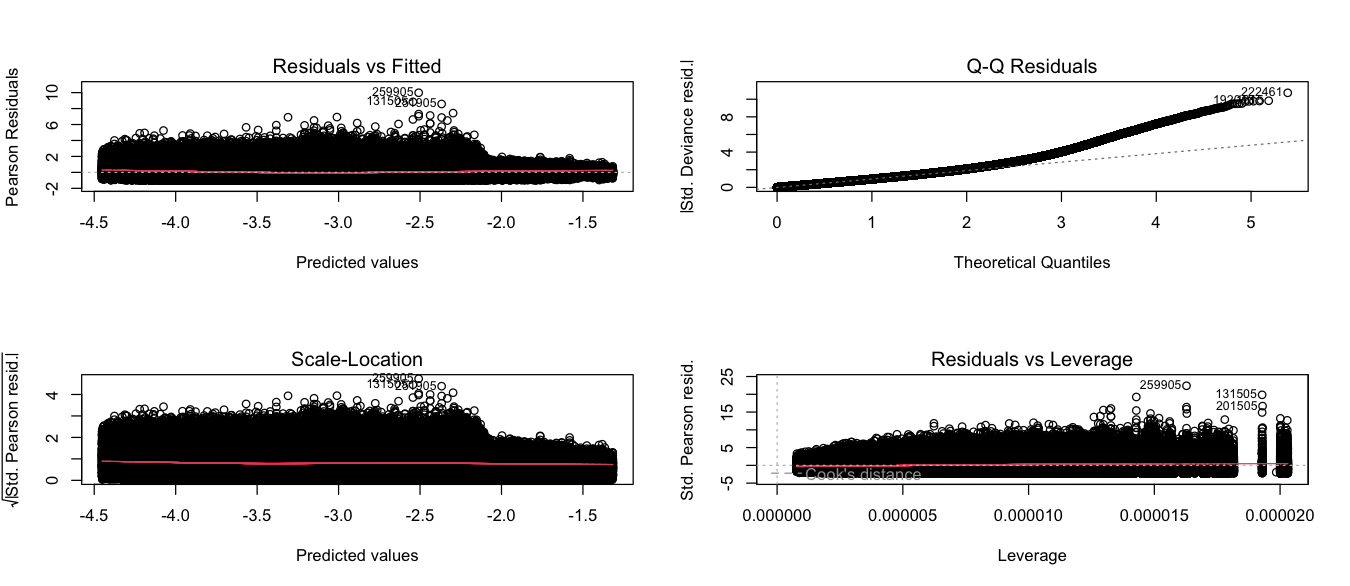 Residuals vs Fitted
Pearson Residuals
10
6
2
-2
259905
131505
201905
-4.5 -4.0 -3.5 -3.0 -2.5 -2.0 -1.5
Predicted values
Q-Q Residuals
|Std. Deviance resid.|
8
4
0
222461
0 1 2 3 4 5
Theoretical Quantiles
Scale-Location
√|Std. Pearson resid.|
4
2
0
259905
131505
-4.5 -4.0 -3.5 -3.0 -2.5 -2.0 -1.5
Predicted values
Residuals vs Leverage
Std. Pearson resid.
25
15
5
-5
259905
131505
201505
Cook's distance
0.000000 0.000005 0.000010 0.000015 0.000020
Leverage